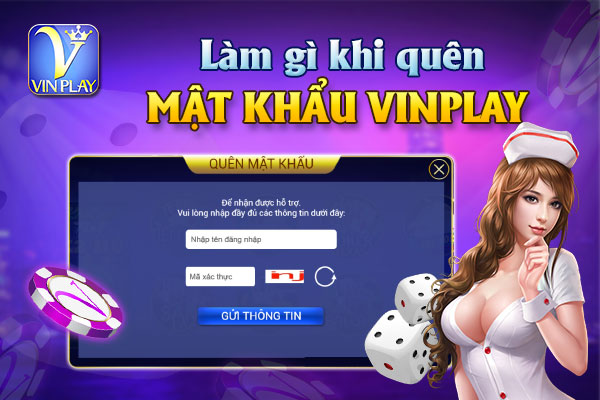 VINPLAY
Làm gì khi quên
MẬT KHẨU VINPLAY
QUÊN MẬT KHẨU
Để nhận được hỗ trợ.
Vui lòng nhập đầy đủ các thông tin dưới đây:
Nhập tên đăng nhập
Mã xác thực
GỬI THÔNG TIN